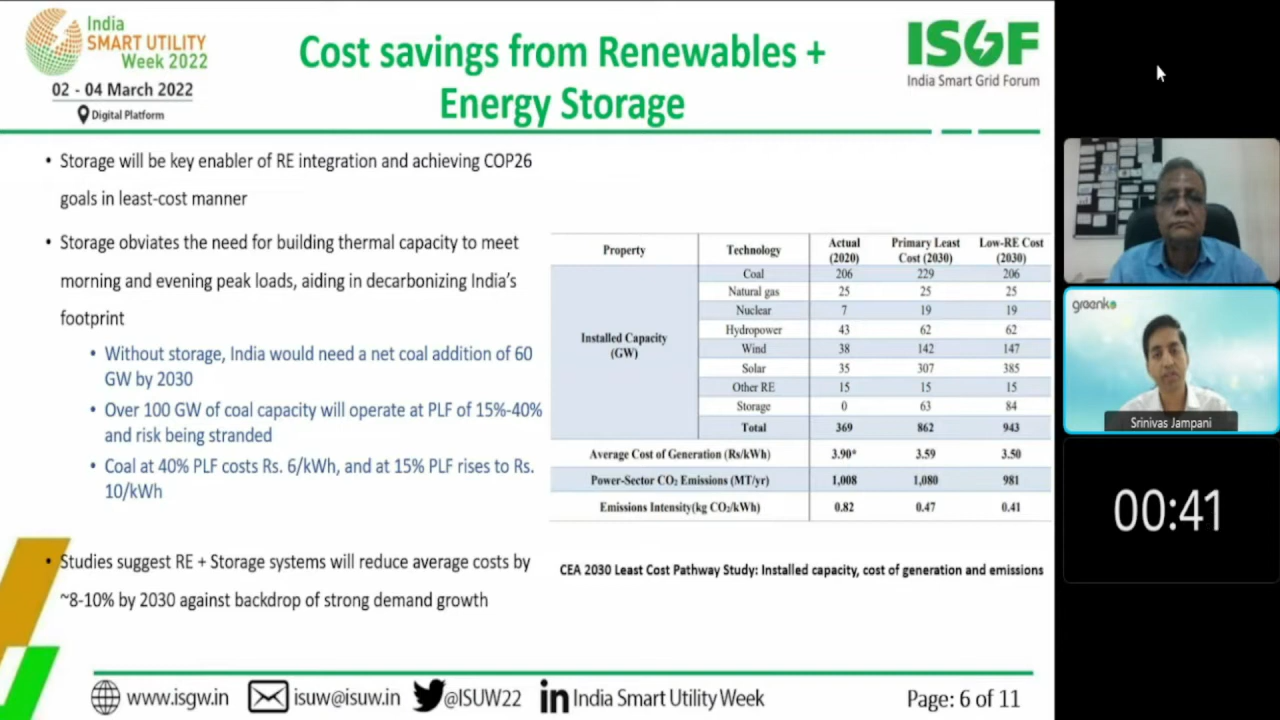 India
SMART UTILITY
Week 2022
02 - 04 March 2022
Digital Platform
Cost savings from Renewables +
Energy Storage
ISGF
India Smart Grid Forum
• Storage will be key enabler of RE integration and achieving COP26
goals in least-cost manner
• Storage obviates the need for building thermal capacity to meet
morning and evening peak loads, aiding in decarbonizing India's
footprint
• Without storage, India would need a net coal addition of 60
GW by 2030
• Over 100 GW of coal capacity will operate at PLF of 15%-40%
and risk being stranded
• Coal at 40% PLF costs Rs. 6/kWh, and at 15% PLF rises to Rs.
10/kWh
• Studies suggest RE + Storage systems will reduce average costs by
~8-10% by 2030 against backdrop of strong demand growth
Property Technology Actual (2020) Primary Least Cost (2030) Low-RE Cost (2030)
Installed Capacity (GW)
Coal 206 229 206
Natural gas 25 25 25
Nuclear 7 19 19
Hydropower 43 62 62
Wind 38 142 147
Solar 35 307 385
Other RE 15 15 15
Storage 0 63 84
Total 369 862 943
Average Cost of Generation (Rs/kWh) 3.90* 3.59 3.50
Power-Sector CO₂ Emissions (MT/yr) 1,008 1,080 981
Emissions Intensity(kg CO₂/kWh) 0.82 0.47 0.41
CEA 2030 Least Cost Pathway Study: Installed capacity, cost of generation and emissions
greenko
Srinivas Jampani
00:41
www.isgw.in
isuw@isuw.in
@ISUW22
in India Smart Utility Week
Page: 6 of 11